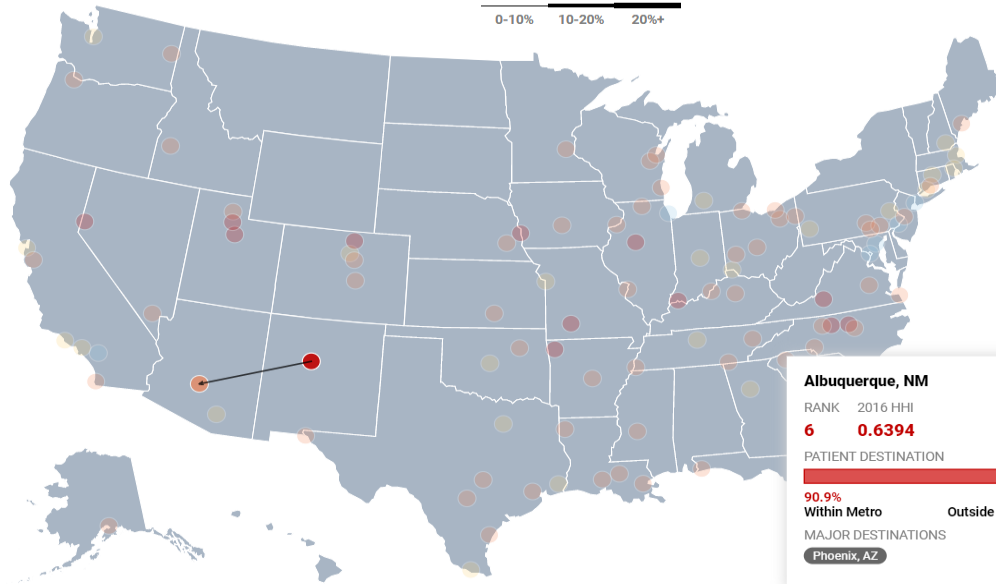 0-10% 10-20% 20%+
Albuquerque, NM
RANK 2016 HHI
6 0.6394
PATIENT DESTINATION
90.9%
Within Metro Outside
MAJOR DESTINATIONS
Phoenix, AZ